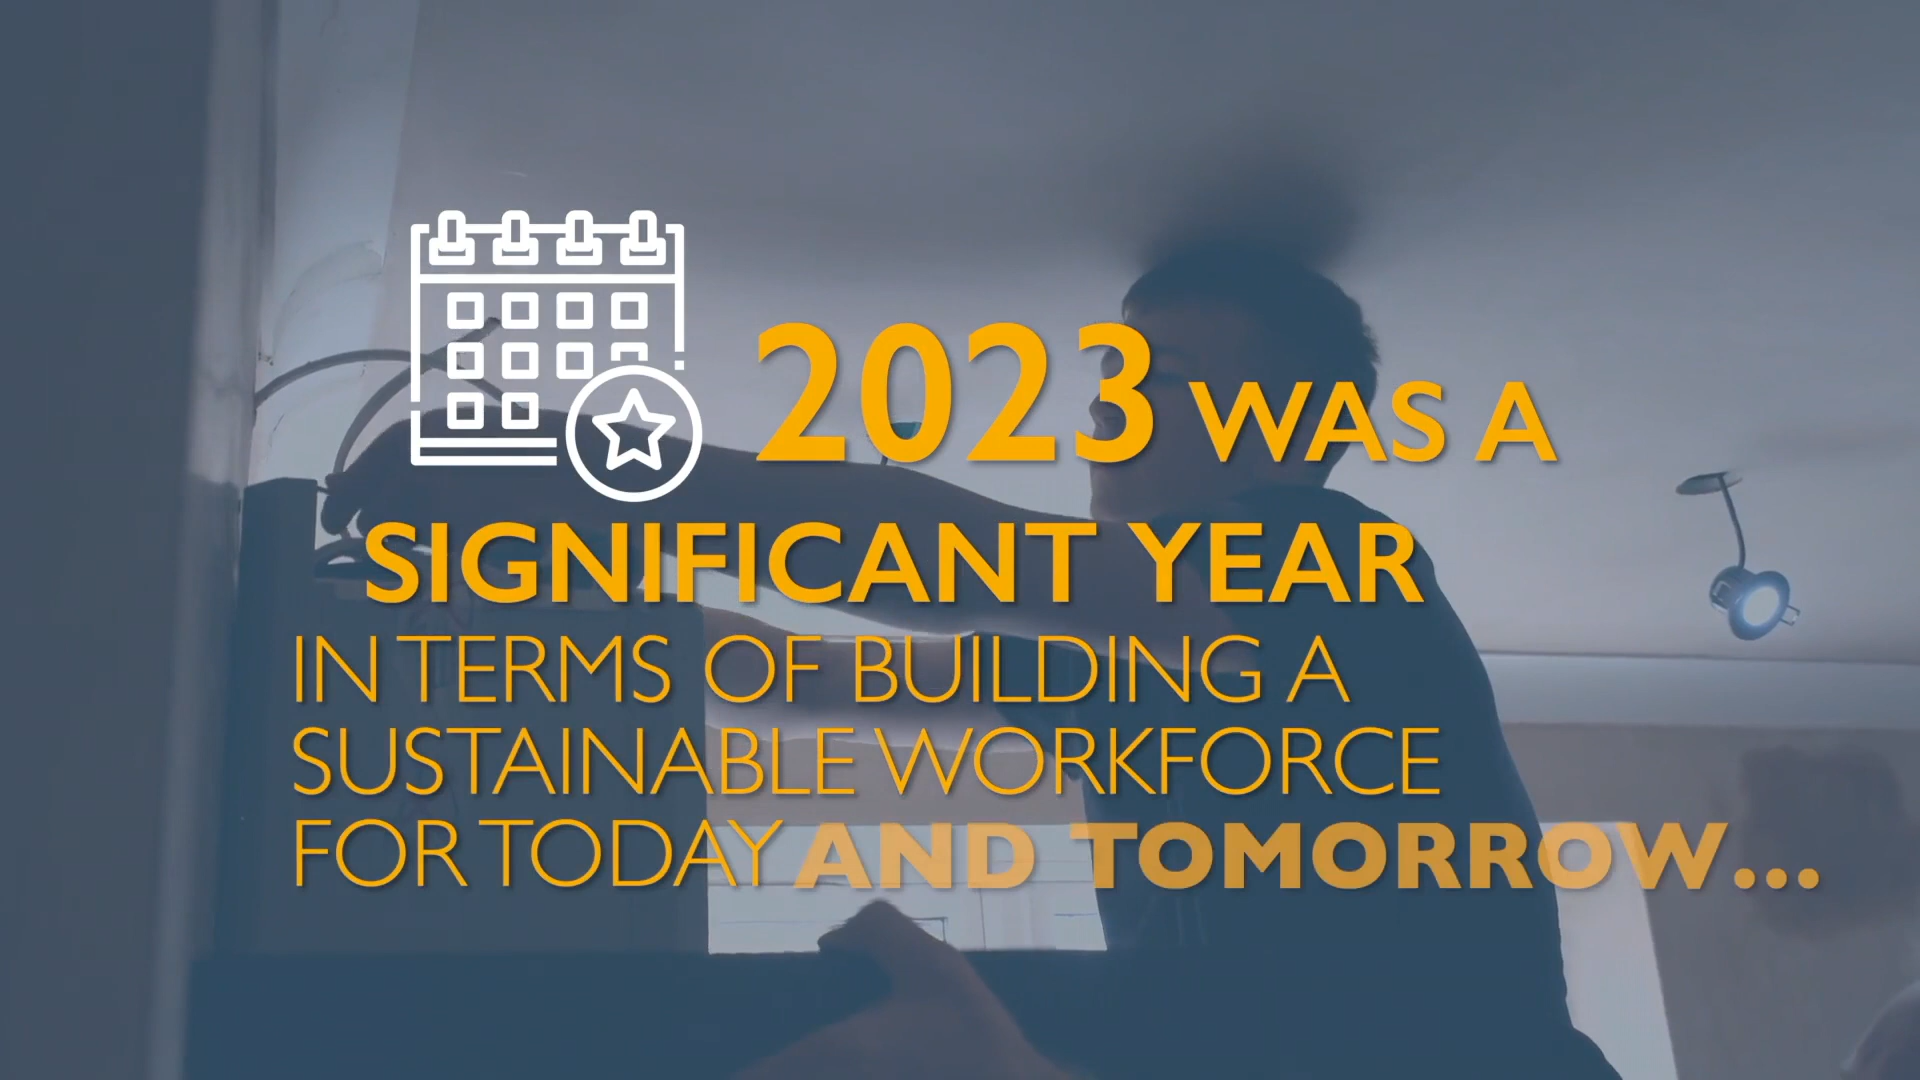 2023 WAS A
SIGNIFICANT YEAR
IN TERMS OF BUILDING A
SUSTAINABLE WORKFORCE
FOR TODAY AND TOMORROW...